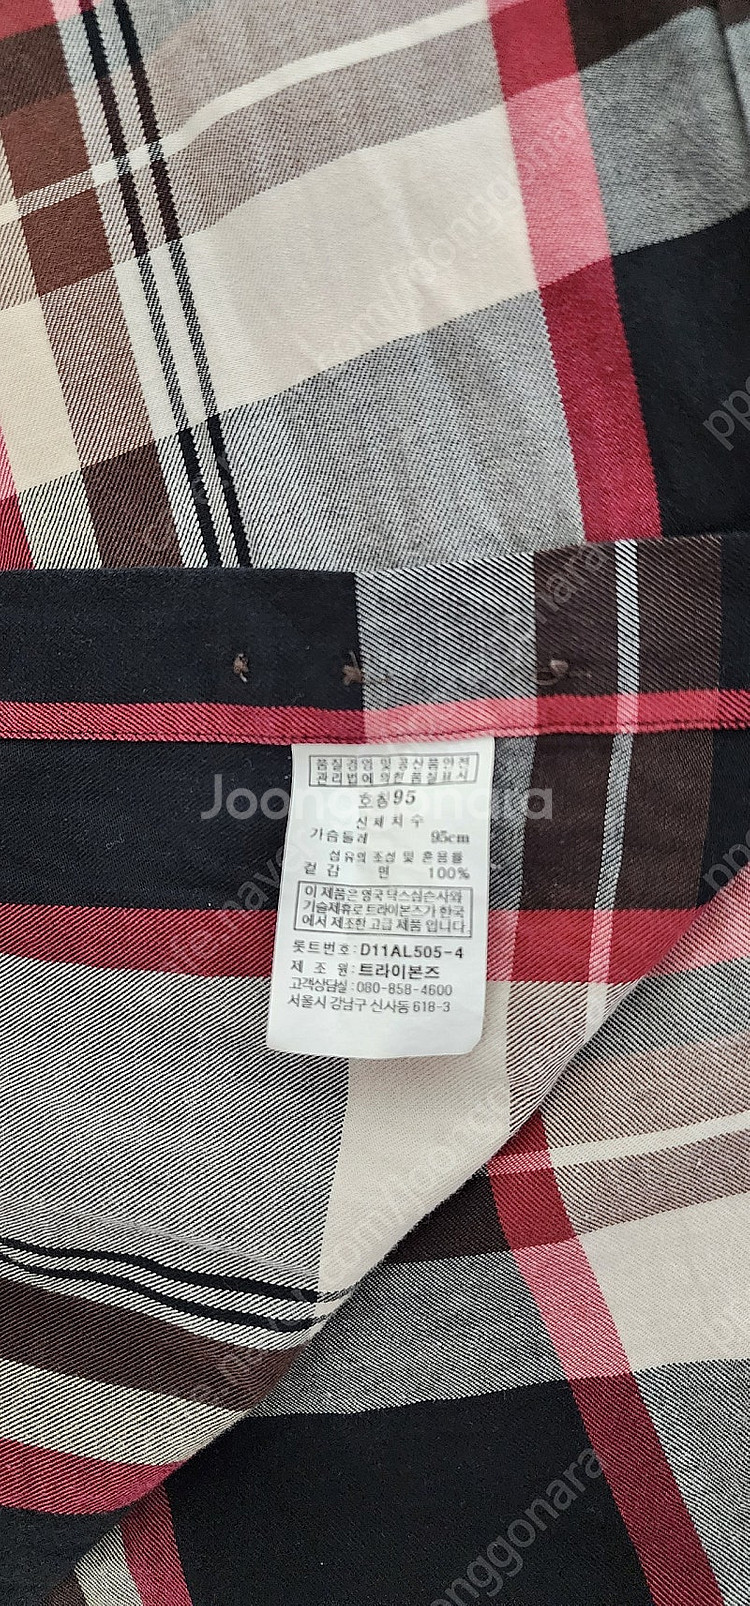 Joonggonara
품질경영 및 공산품안전
관리법에 의한 품질표시
호칭 95
신체치수
가슴둘레 95cm
섬유의 조성 및 혼용률
겉감 면 100%
이 제품은 영국 닥스심슨사와
기술제휴로 트라이본즈가 한국
에서 제조한 고급 제품 입니다
롯트번호: D11AL505-4
제 조 원: 트라이본즈
고객상담실 : 080-858-4600
서울시 강남구 신사동 618-3